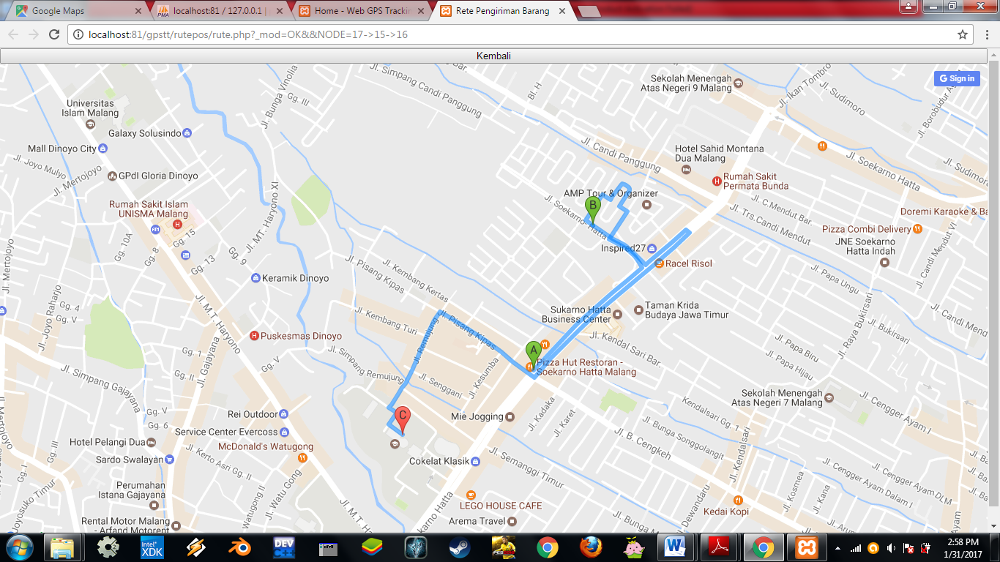 Google Maps
localhost:81 / 127.0.0.1 |
Home - Web GPS Trackin
Rete Pengiriman Barang
localhost:81/gpstt/rutepos/rute.php?_mod=OK&&NODE=17->15->16
Kembali
Sign in
Jl. Simpang Candi Panggung
Jl. Bunga Vinolia
Gg. III
Bl. H
Sekolah Menengah
Atas Negeri 9 Malang
Jl. Ikan Tombro
Jl. Sudimoro
Universitas
Islam Malang
Galaxy Solusindo
Mall Dinoyo City
Jl. Joyo Mulyo
Jl. Mertojoyo
GPdI Gloria Dinoyo
Jl. Candi Panggung
Hotel Sahid Montana
Dua Malang
Jl. Soekarno Hatta
Jl. Sudimoro
Rumah Sakit
Permata Bunda
AMP Tour & Organizer
B
Jl. Soekarno Hatta
Jl. C.Mendut Bar.
Jl. Trs.Candi Mendut
Doremi Karaoke & Ba
Rumah Sakit Islam
UNISMA Malang
Jl. MT. Haryono XI
Gg. 15
Gg. 10A
Gg. 8
Gg. 13
Gg. 9
Pizza Combi Delivery
JNE Soekarno
Hatta Indah
Inspired27
Racel Risol
Jl. Mertojoyo
Jl. Pisang Kipas
Jl. Kembang Kertas
Keramik Dinoyo
Jl. Papa Ungu
Jl. Candi Mendut VI
Jl. Joyo Raharjo
Gg. 4
Gg. V
Jl. M.T. Haryono
Jl. Kembang Turi
Jl. Pisang Kipas
Jl. Remujung
Sukarno Hatta
Business Center
Taman Krida
Budaya Jawa Timur
Jl. Raya Bukirsari
Jl. Bukirsari
Puskesmas Dinoyo
Jl. Gajayana
Gg. V
Jl. Simpang Remujung
Jl. Kendal Sari Bar.
Jl. Papa Biru
Jl. Papa Hijau
A
Pizza Hut Restoran -
Soekarno Hatta Malang
Jl. Kesumba
Jl. Senggani
Gg. II
Gg. I
Jl. Simpang Gajayana
Sekolah Menengah
Atas Negeri 7 Malang
Jl. Cengger Ayam I
Gg. V
Gg. 6
Rei Outdoor
C
Mie Jogging
Jl. Kadaka
Jl. Karet
Kendalsari Gg. 1
Jl. Bunga Songgolangit
Jl. Kendalsari
Service Center Evercoss
Hotel Pelangi Dua
McDonald's Watugong
Sardo Swalayan
Jl. Kerto Asri Gg. II
Cokelat Klasik
Jl. Semanggi Timur
Jl. B. Cengkeh
Jl. Cengger Ayam Dalam I
Jl. Cengger Ayam DLM
Jl. Kosmea
Jl. Kana
Perumahan
Istana Gajayana
Joyosuko Timur
Gg. I
Gg. III
Watugong II
Jl. Watu Gong
Jl. M.T. Haryono
LEGO HOUSE CAFE
Soekarno Hatta
Arema Travel
Kedai Kopi
Jl. Dewandaru
Jl. Bunga Mun
Rental Motor Malang
- Arfand Motorent
2:58 PM
1/31/2017